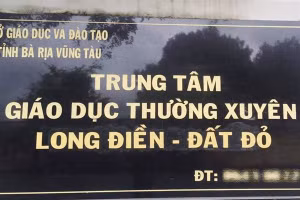 Ở GIÁO DỤC VÀ ĐÀO TẠO
TỈNH BÀ RỊA VŨNG TÀU
TRUNG TÂM
GIÁO DỤC THƯỜNG XUYÊN
LONG ĐIỀN - ĐẤT ĐỎ
ĐT: